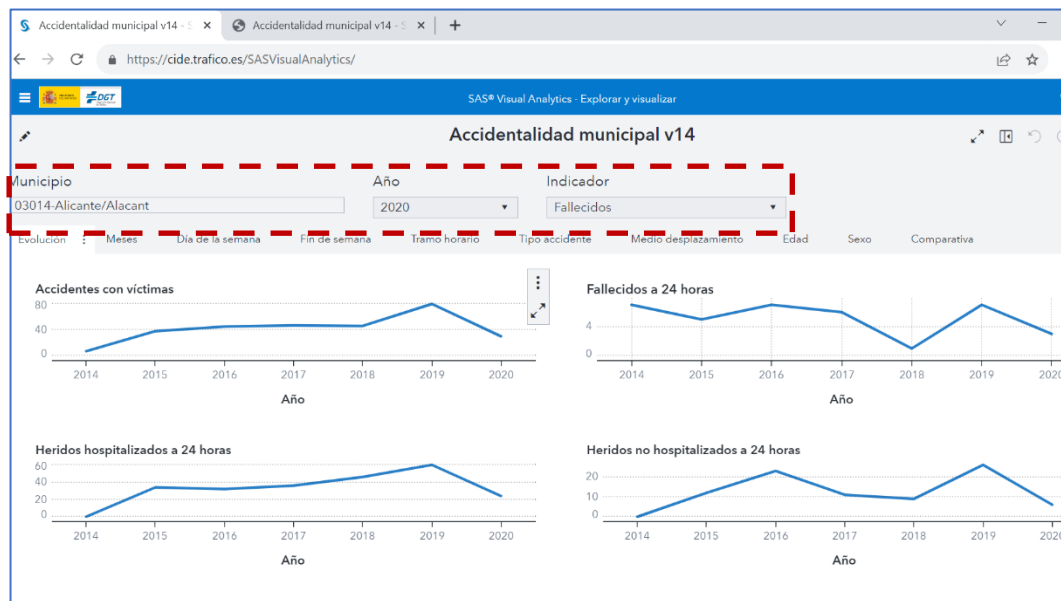 Accidentalidad municipal v14 - S
Accidentalidad municipal v14 - S
https://cide.trafico.es/SASVisualAnalytics/
DGT
SAS® Visual Analytics - Explorar y visualizar
Accidentalidad municipal v14
Municipio Año Indicador
03014-Alicante/Alacant 2020 Fallecidos
Evolución Meses Día de la semana Fin de semana Tramo horario Tipo accidente Medio desplazamiento Edad Sexo Comparativa
Accidentes con víctimas
80
40
0
2014 2015 2016 2017 2018 2019 2020
Año
Fallecidos a 24 horas
4
0
2014 2015 2016 2017 2018 2019 2020
Año
Heridos hospitalizados a 24 horas
60
40
20
0
2014 2015 2016 2017 2018 2019 2020
Año
Heridos no hospitalizados a 24 horas
20
10
0
2014 2015 2016 2017 2018 2019 2020
Año